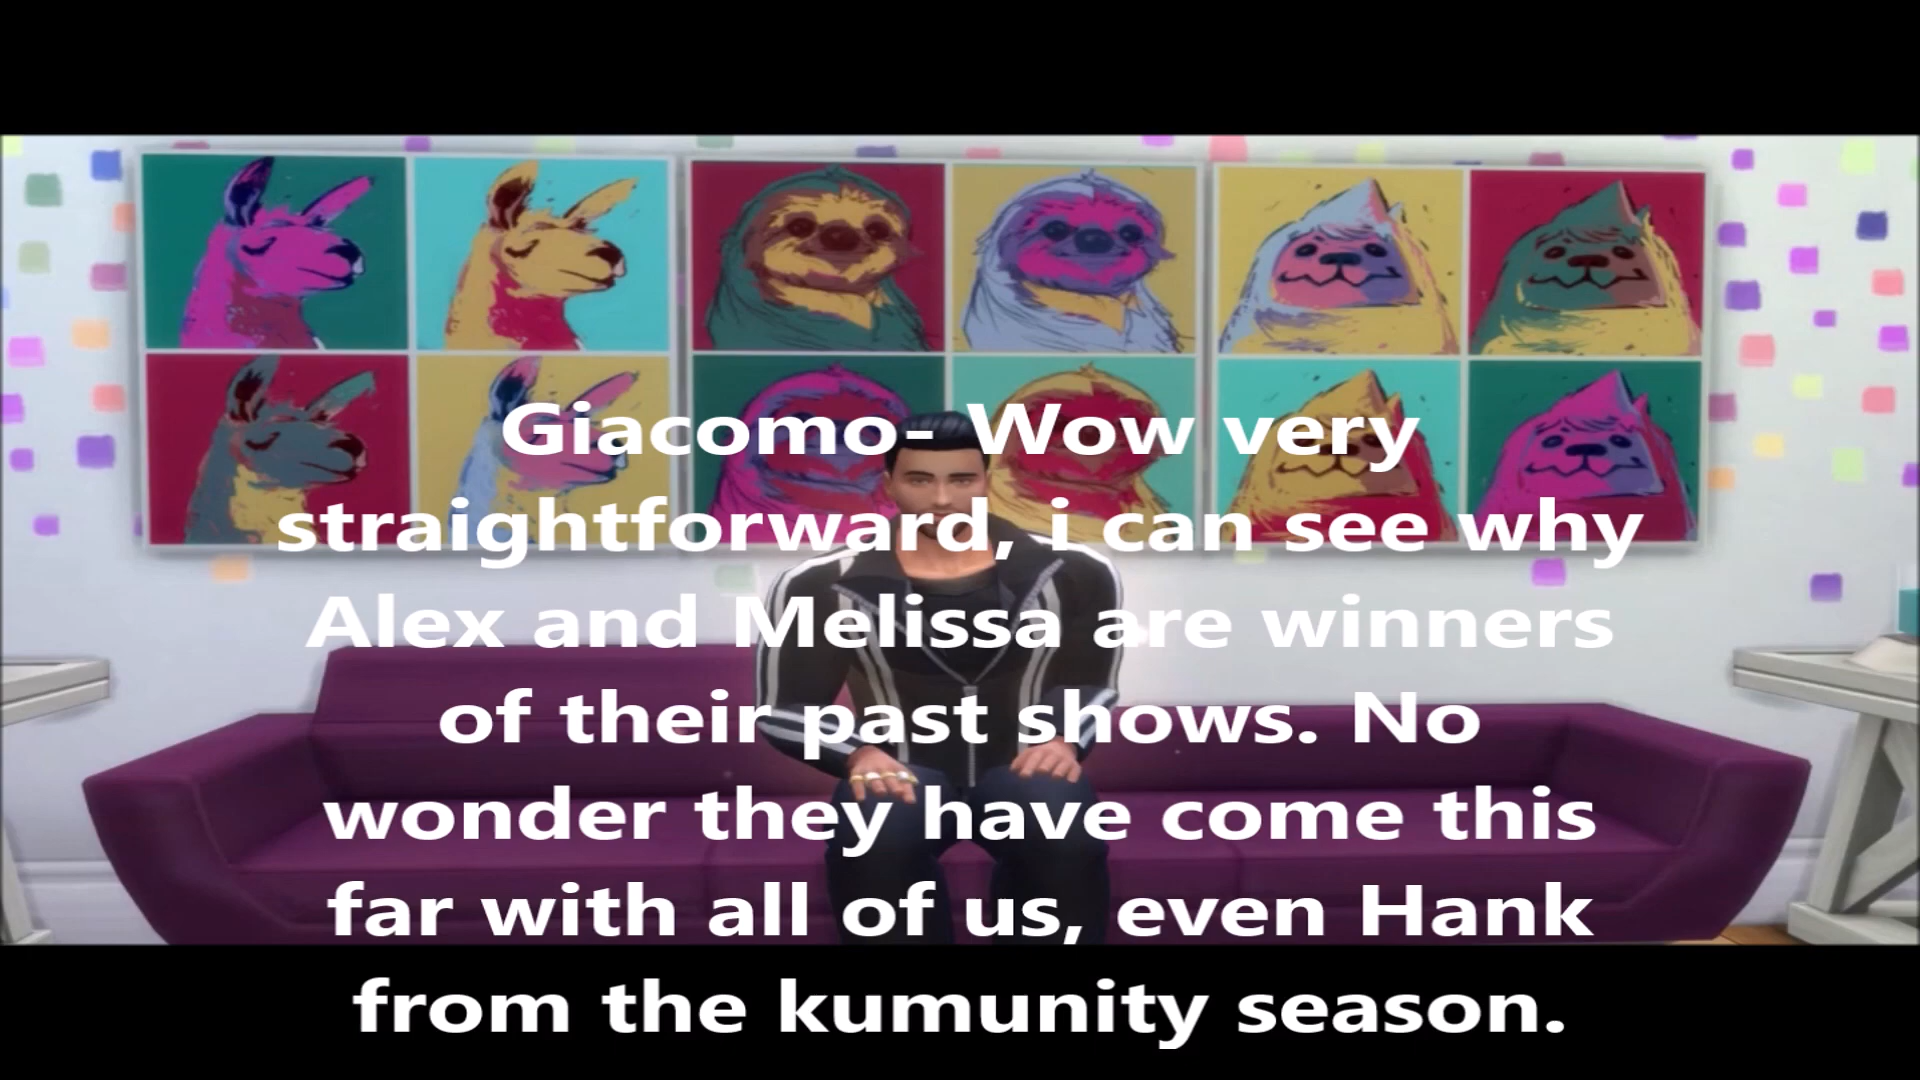 Giacomo- Wow very
straightforward, i can see why
Alex and Melissa are winners
of their past shows. No
wonder they have come this
far with all of us, even Hank
from the kumunity season.